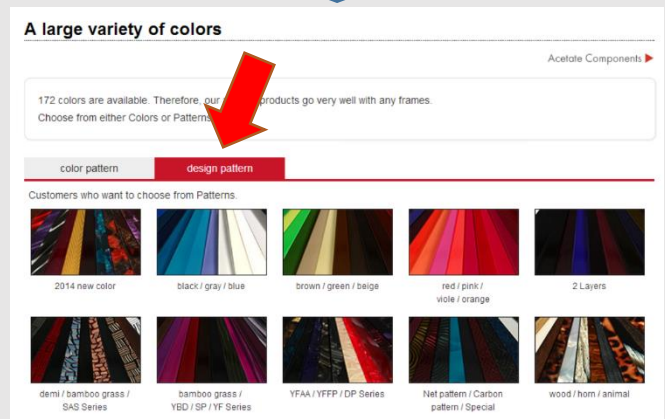 A large variety of colors
Acetate Components
172 colors are available. Therefore, our products go very well with any frames.
Choose from either Colors or Patterns
color pattern
design pattern
Customers who want to choose from Patterns.
2014 new color
black / gray / blue
brown / green / beige
red / pink /
viole / orange
2 Layers
demi / bamboo grass /
SAS Series
bamboo grass /
YBD / SP / YF Series
YFAA / YFFP / DP Series
Net pattern / Carbon
pattern / Special
wood / horn / animal